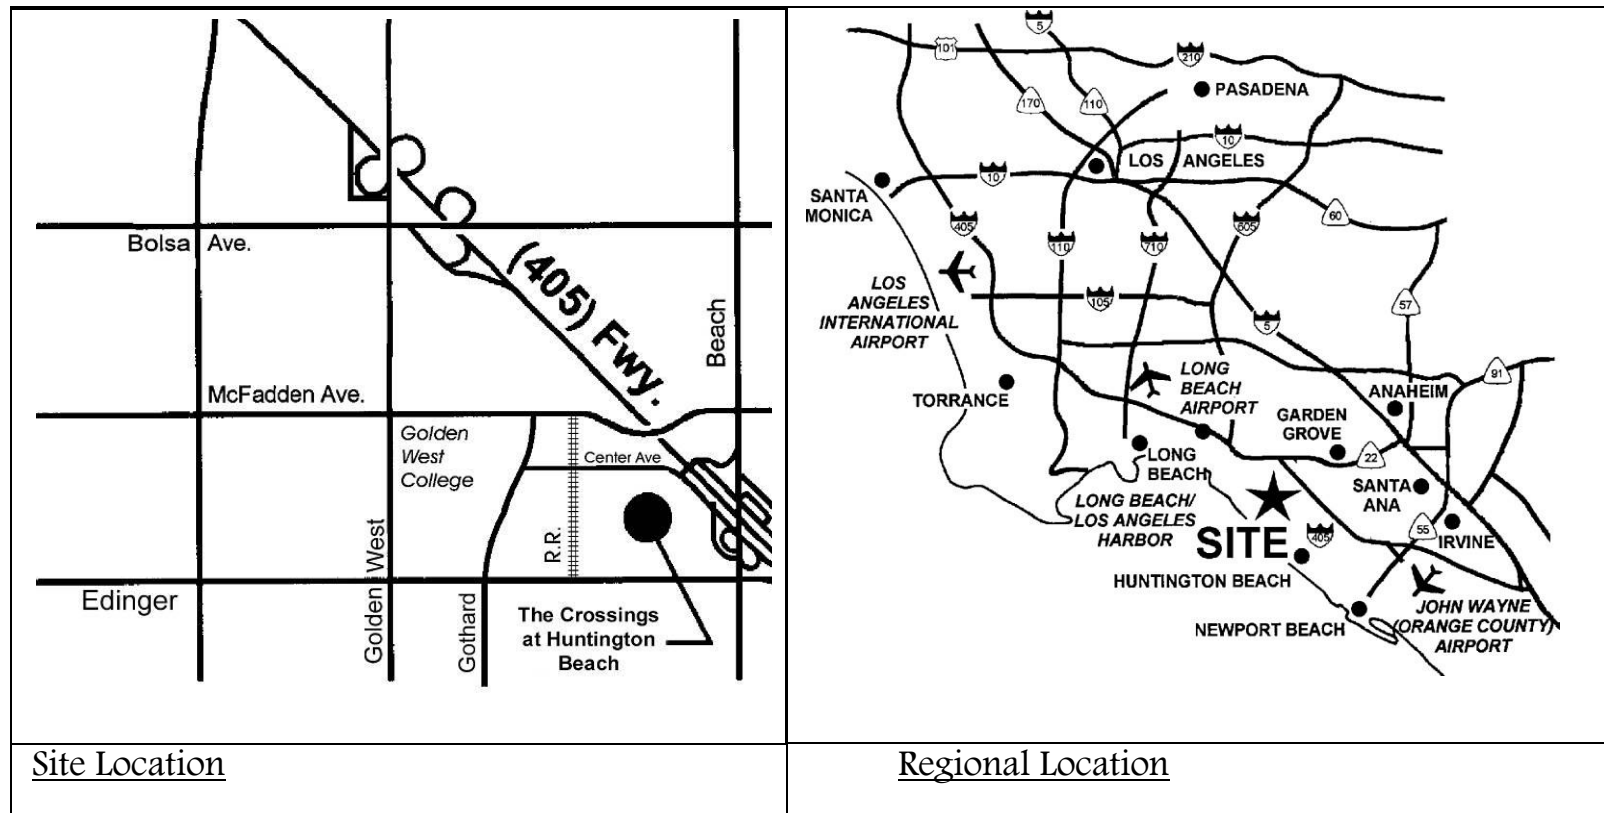 Bolsa Ave.
(405) Fwy.
Beach
McFadden Ave.
Golden
West
College
Center Ave
R.R.
Golden West
Gothard
Edinger
The Crossings
at Huntington
Beach
Site Location
5
101
210
PASADENA
170
110
10
LOS ANGELES
10
SANTA
MONICA
60
405
110
710
605
LOS
ANGELES
INTERNATIONAL
AIRPORT
105
57
5
LONG
BEACH
AIRPORT
91
TORRANCE
ANAHEIM
GARDEN
GROVE
22
LONG
BEACH
SANTA
ANA
LONG BEACH/
LOS ANGELES
HARBOR
SITE
405
55
IRVINE
HUNTINGTON BEACH
NEWPORT BEACH
JOHN WAYNE
(ORANGE COUNTY)
AIRPORT
Regional Location